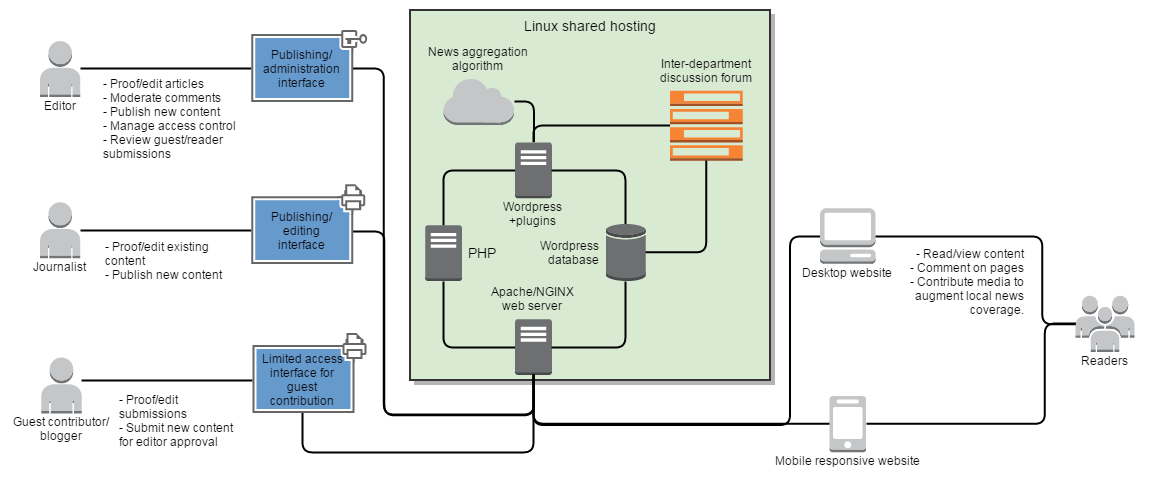 Linux shared hosting
Editor
- Proof/edit articles
- Moderate comments
- Publish new content
- Manage access control
- Review guest/reader
submissions
Publishing/
administration
interface
Journalist
- Proof/edit existing
content
- Publish new content
Publishing/
editing
interface
Guest contributor/
blogger
- Proof/edit
submissions
- Submit new content
for editor approval
Limited access
interface for
guest
contribution
News aggregation
algorithm
Inter-department
discussion forum
Wordpress
+plugins
PHP
Wordpress
database
Apache/NGINX
web server
Desktop website
- Read/view content
- Comment on pages
- Contribute media to
augment local news
coverage.
Readers
Mobile responsive website